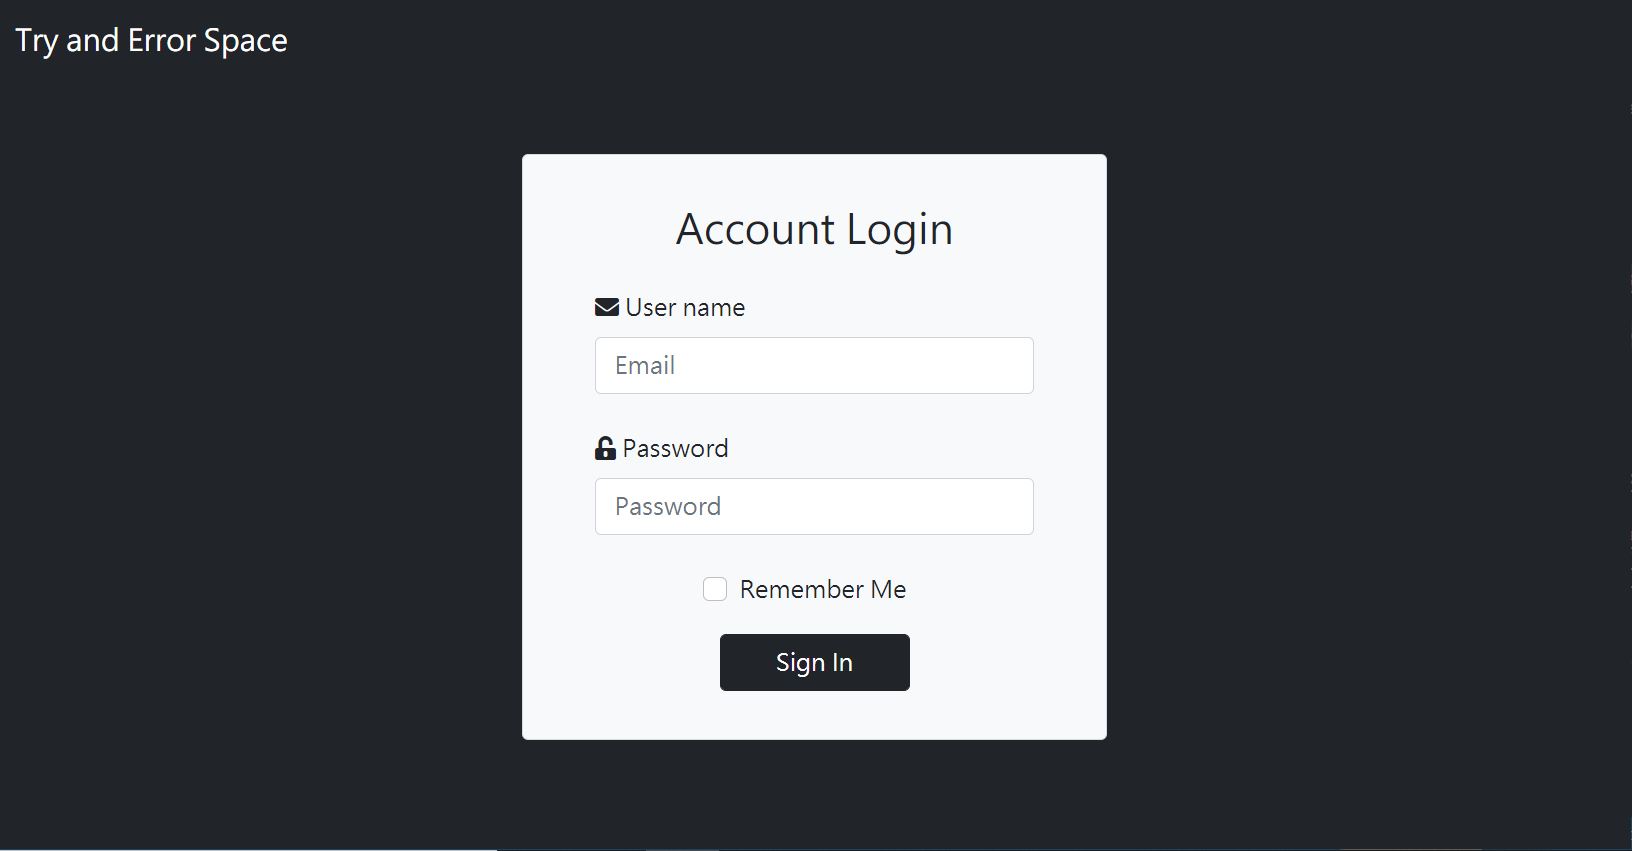 Try and Error Space
Account Login
User name
Email
Password
Password
Remember Me
Sign In